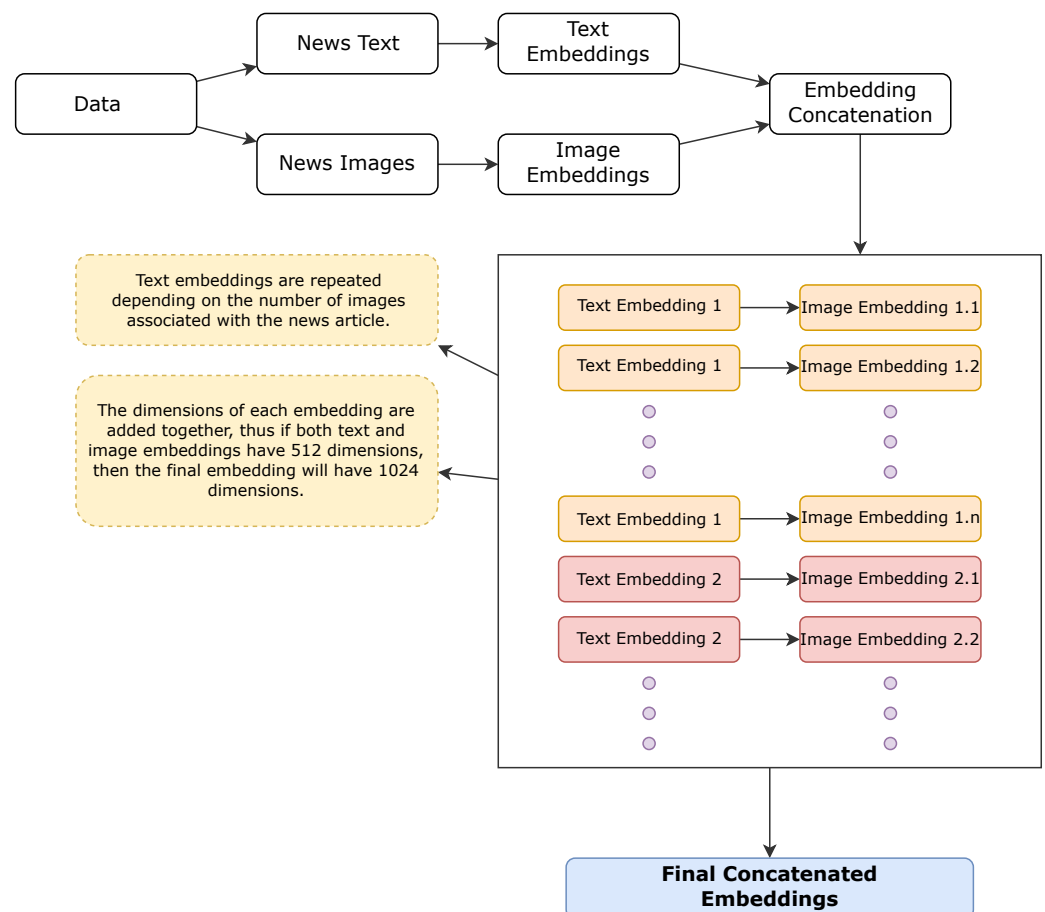 Data
News Text
Text
Embeddings
Embedding
Concatenation
News Images
Image
Embeddings
Text embeddings are repeated
depending on the number of images
associated with the news article.
The dimensions of each embedding are
added together, thus if both text and
image embeddings have 512 dimensions,
then the final embedding will have 1024
dimensions.
Text Embedding 1
Image Embedding 1.1
Text Embedding 1
Image Embedding 1.2
Text Embedding 1
Image Embedding 1.n
Text Embedding 2
Image Embedding 2.1
Text Embedding 2
Image Embedding 2.2
Final Concatenated
Embeddings